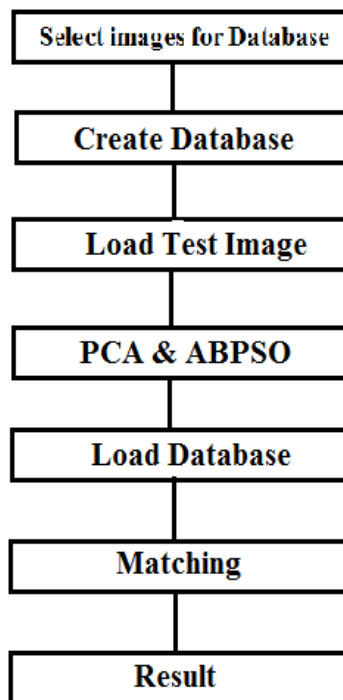 Select images for Database
Create Database
Load Test Image
PCA & ABPSO
Load Database
Matching
Result